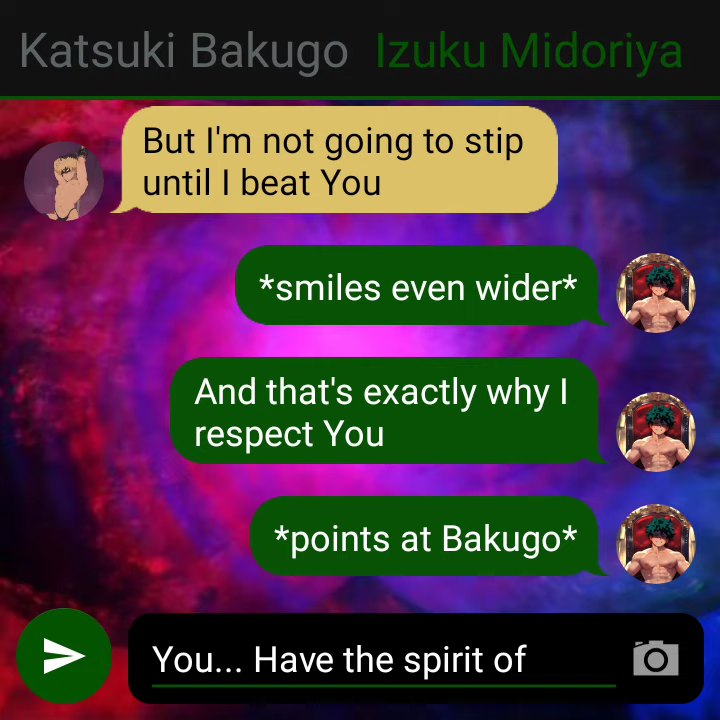 Katsuki Bakugo Izuku Midoriya
But I'm not going to stip
until I beat You
*smiles even wider*
And that's exactly why I
respect You
*points at Bakugo*
You... Have the spirit of